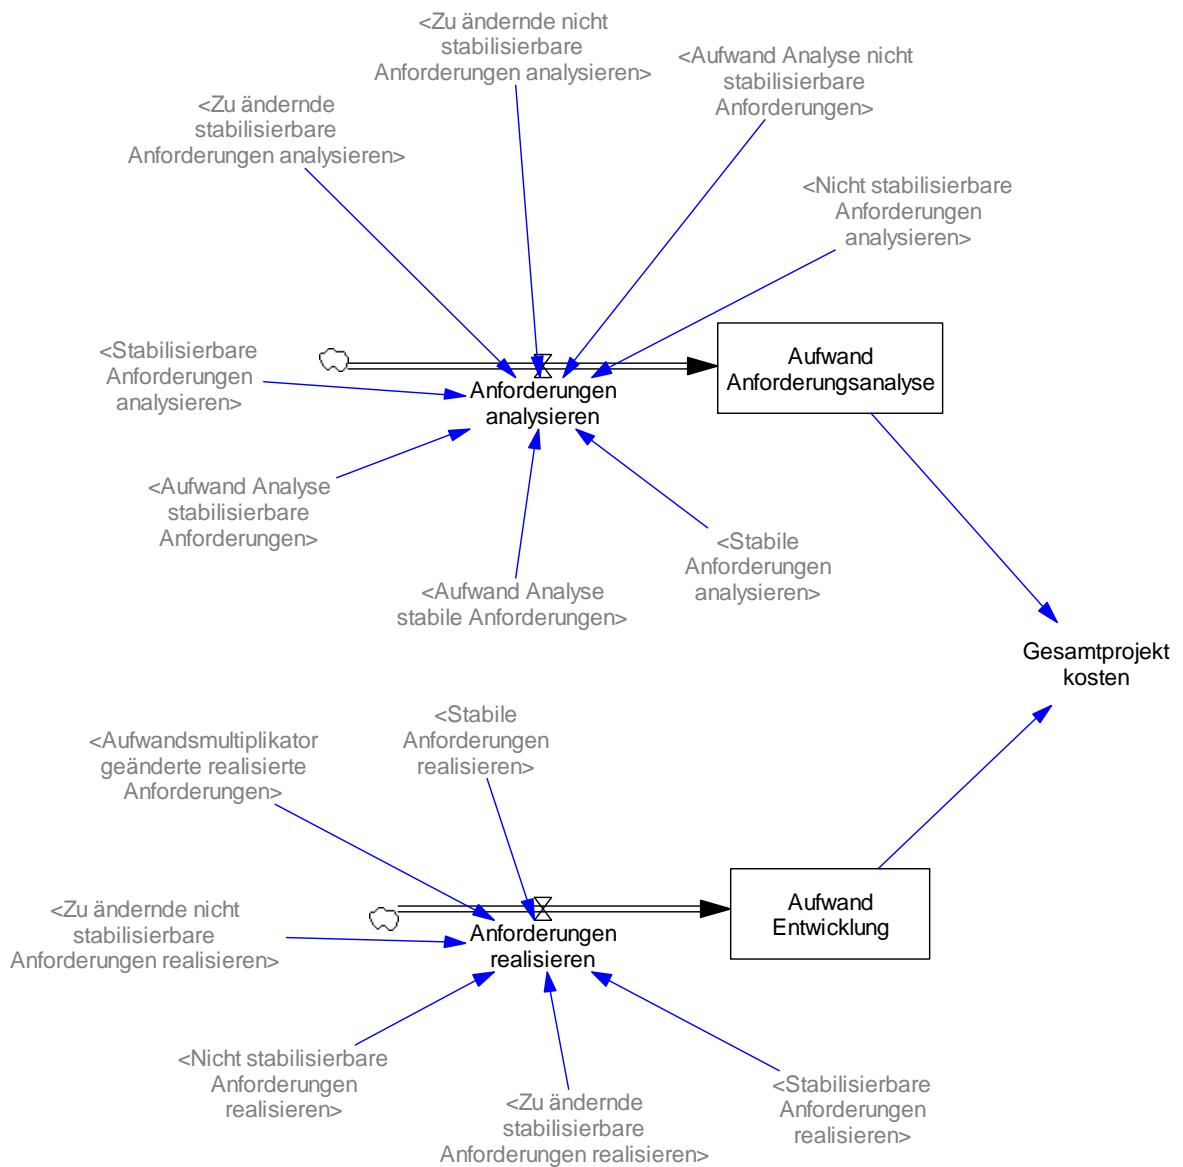 <Zu ändernde nicht
stabilisierbare
Anforderungen analysieren>
<Aufwand Analyse nicht
stabilisierbare
Anforderungen>
<Zu ändernde
stabilisierbare
Anforderungen analysieren>
<Nicht stabilisierbare
Anforderungen
analysieren>
<Stabilisierbare
Anforderungen
analysieren>
Aufwand
Anforderungsanalyse
Anforderungen
analysieren
<Aufwand Analyse
stabilisierbare
Anforderungen>
<Stabile
Anforderungen
analysieren>
<Aufwand Analyse
stabile Anforderungen>
Gesamtprojekt
kosten
<Stabile
Anforderungen
realisieren>
<Aufwandsmultiplikator
geänderte realisierte
Anforderungen>
<Zu ändernde nicht
stabilisierbare
Anforderungen realisieren>
Aufwand
Entwicklung
Anforderungen
realisieren
<Nicht stabilisierbare
Anforderungen
realisieren>
<Zu ändernde
stabilisierbare
Anforderungen realisieren>
<Stabilisierbare
Anforderungen
realisieren>